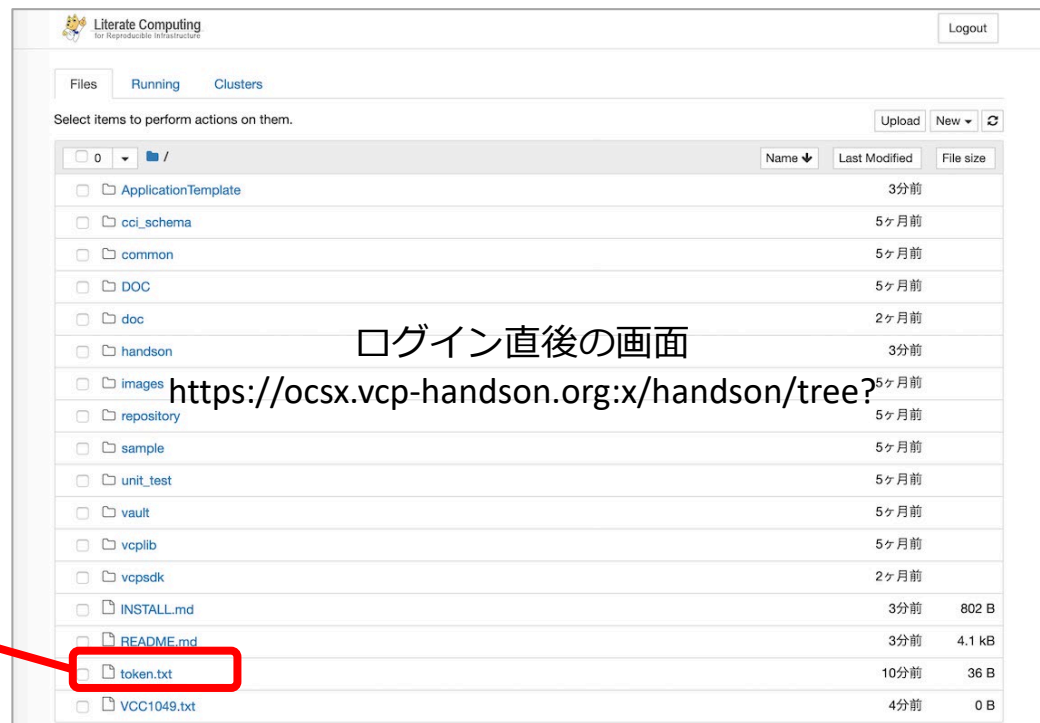 Literate Computing
for Reproducible Infrastructure
Logout
Files Running Clusters
Select items to perform actions on them.
Upload New
0 / Name Last Modified File size
ApplicationTemplate 3分前
cci_schema 5ヶ月前
common 5ヶ月前
DOC 5ヶ月前
doc 2ヶ月前
ログイン直後の画面
handson 3分前
images 5ヶ月前
https://ocsx.vcp-handson.org:x/handson/tree?
repository 5ヶ月前
sample 5ヶ月前
unit_test 5ヶ月前
vault 5ヶ月前
vcplib 5ヶ月前
vcpsdk 2ヶ月前
INSTALL.md 3分前 802 B
README.md 3分前 4.1 kB
token.txt 10分前 36 B
VCC1049.txt 4分前 0 B